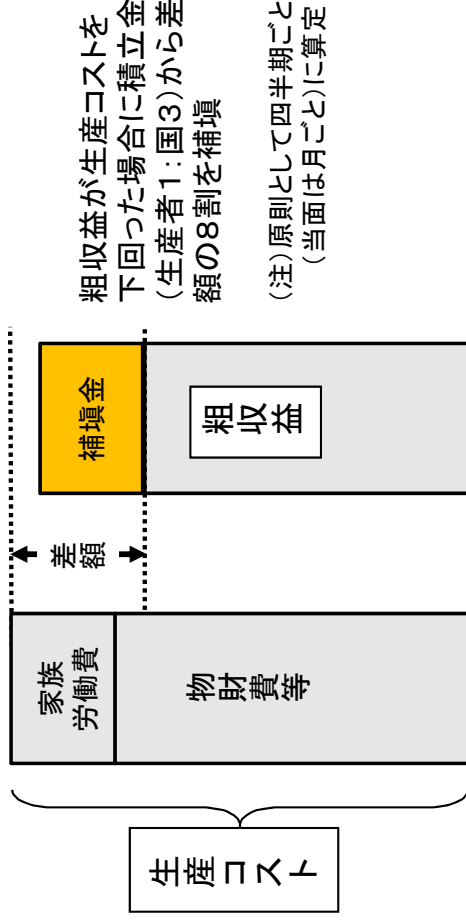 生産コスト
家族
労働費
物財費等
差額
補填金
粗収益
粗収益が生産コストを
下回った場合に積立金
(生産者1:国3)から差
額の8割を補填
(注)原則として四半期ごと
(当面は月ごと)に算定